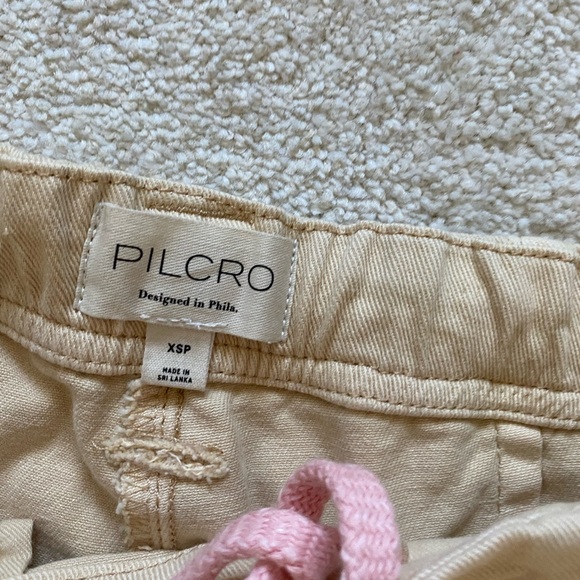 PILCRO
Designed in Phila.
XSP
MADE IN
SRI LANKA